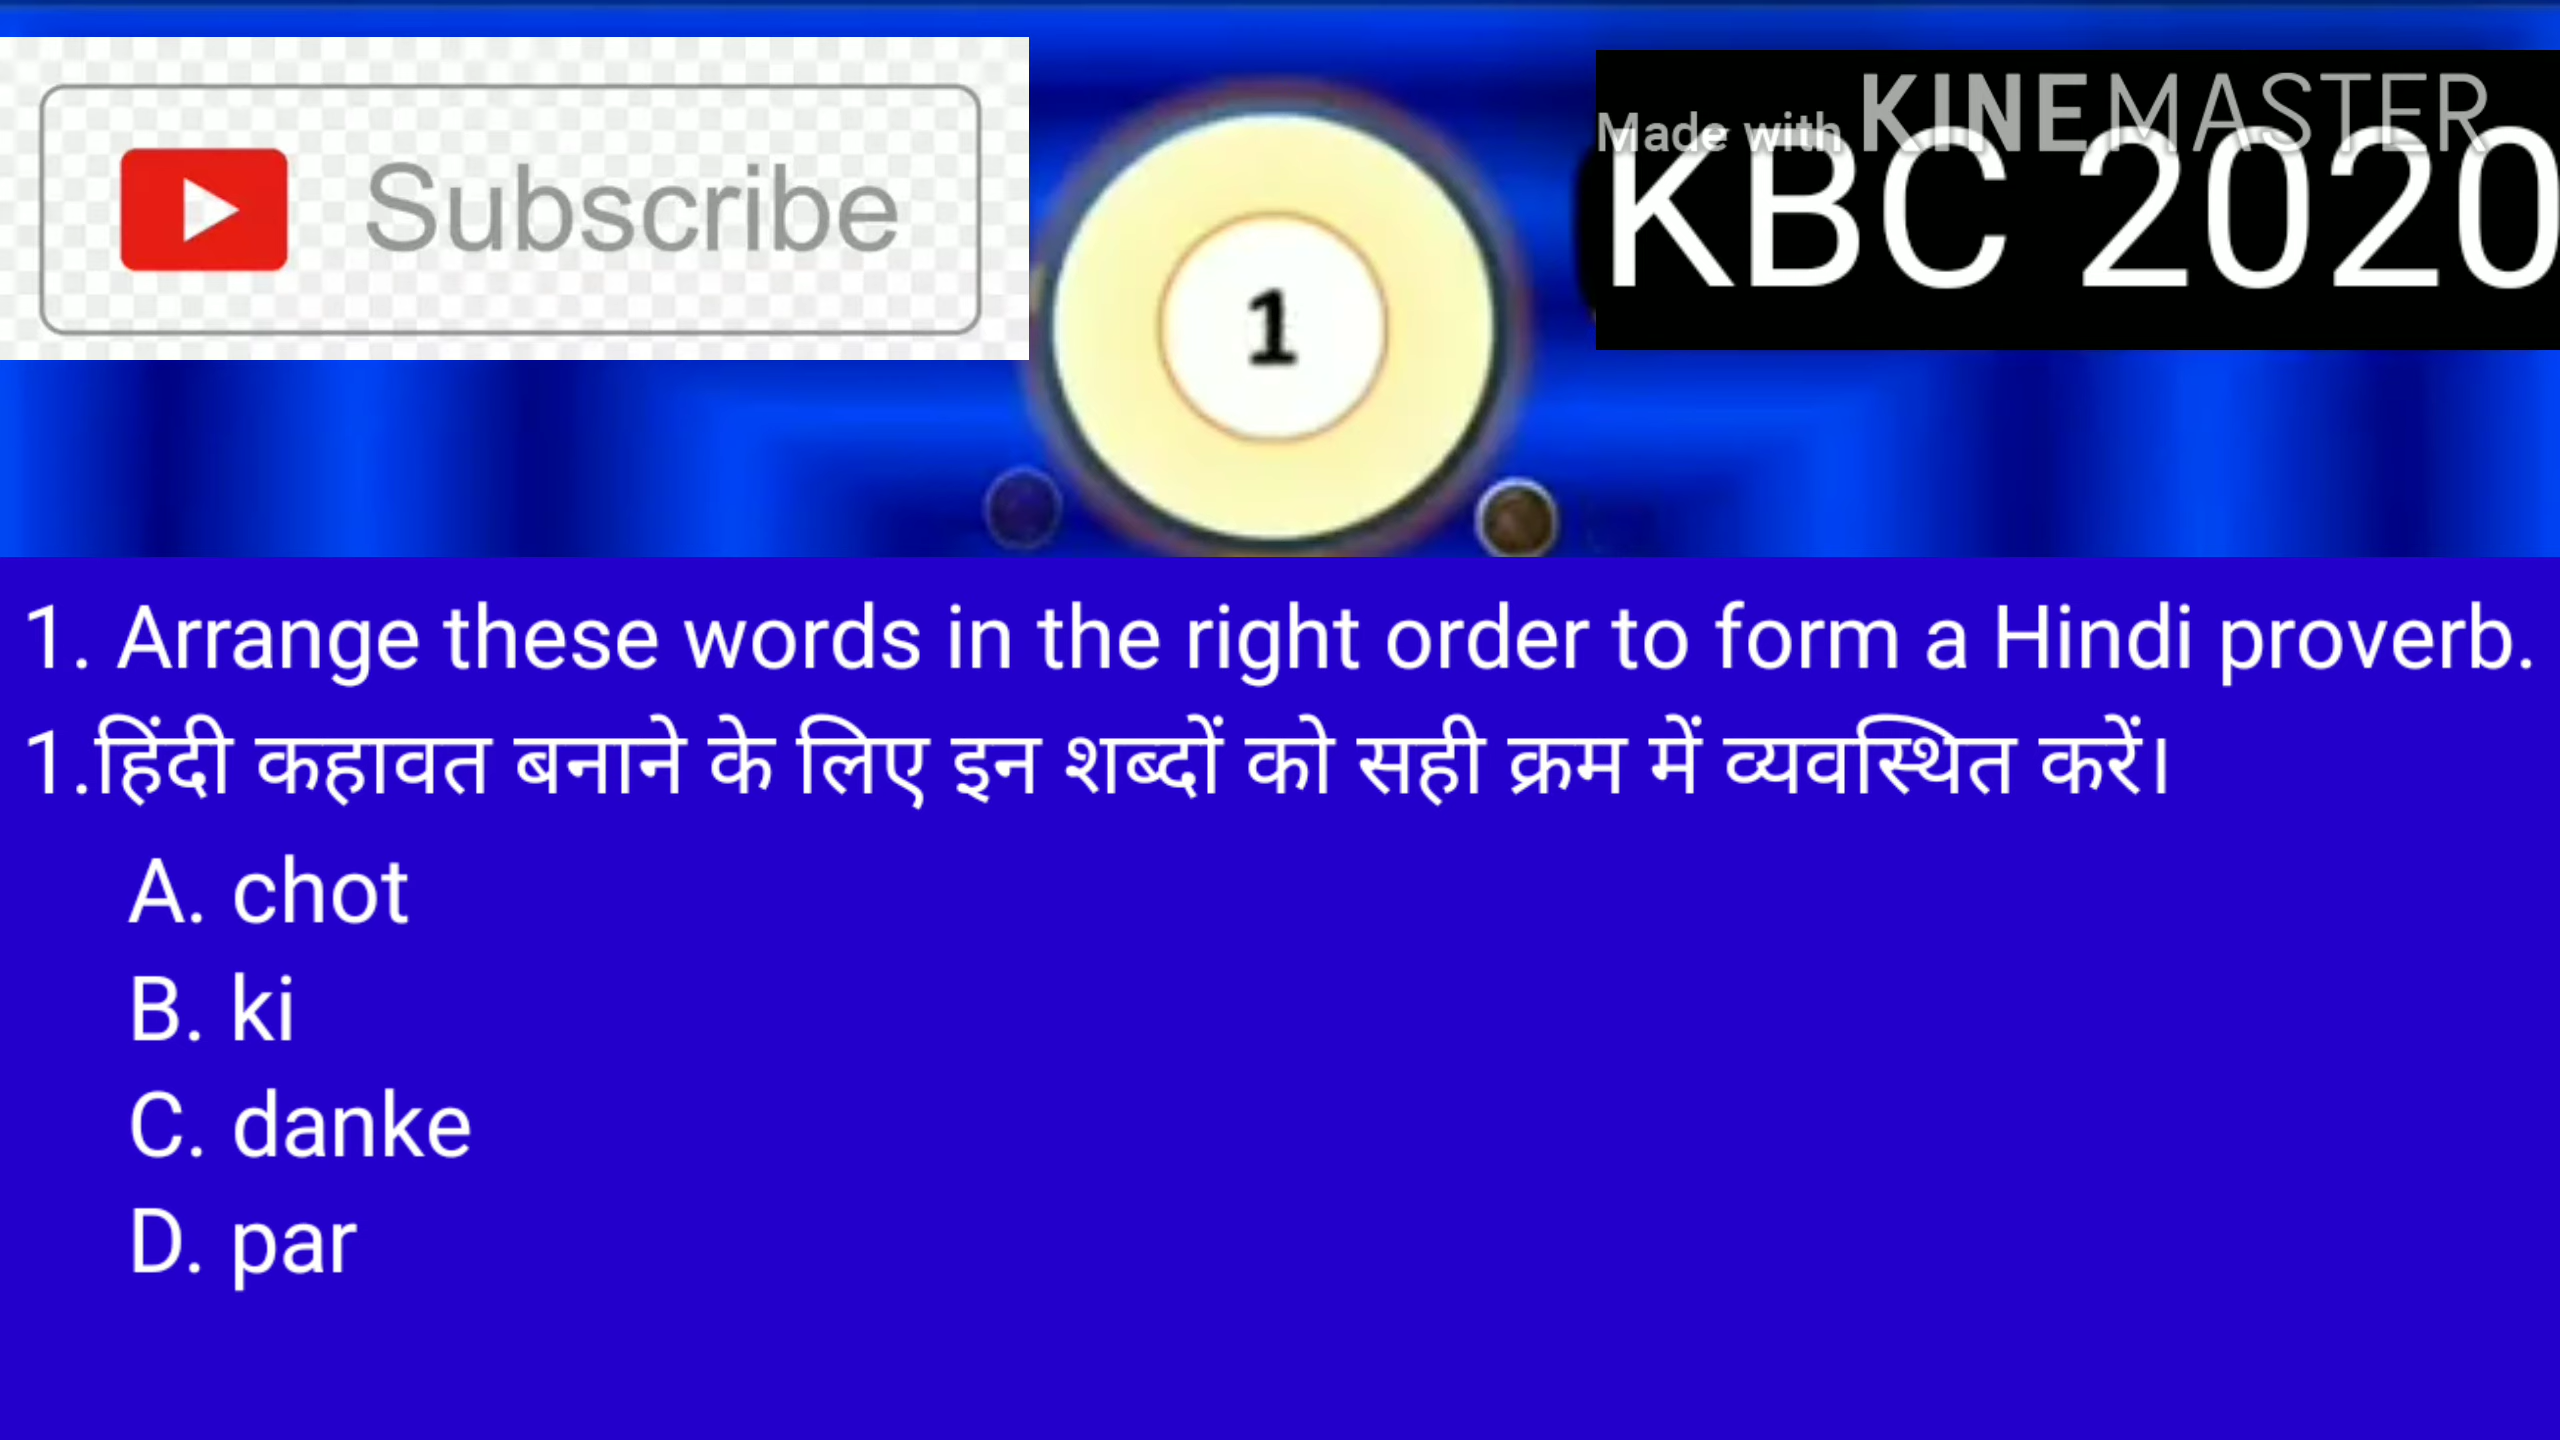 Subscribe
1
Made with KINEMASTER
KBC 2020
1. Arrange these words in the right order to form a Hindi proverb.
1.हिंदी कहावत बनाने के लिए इन शब्दों को सही क्रम में व्यवस्थित करें।
A. chot
B. ki
C. danke
D. par